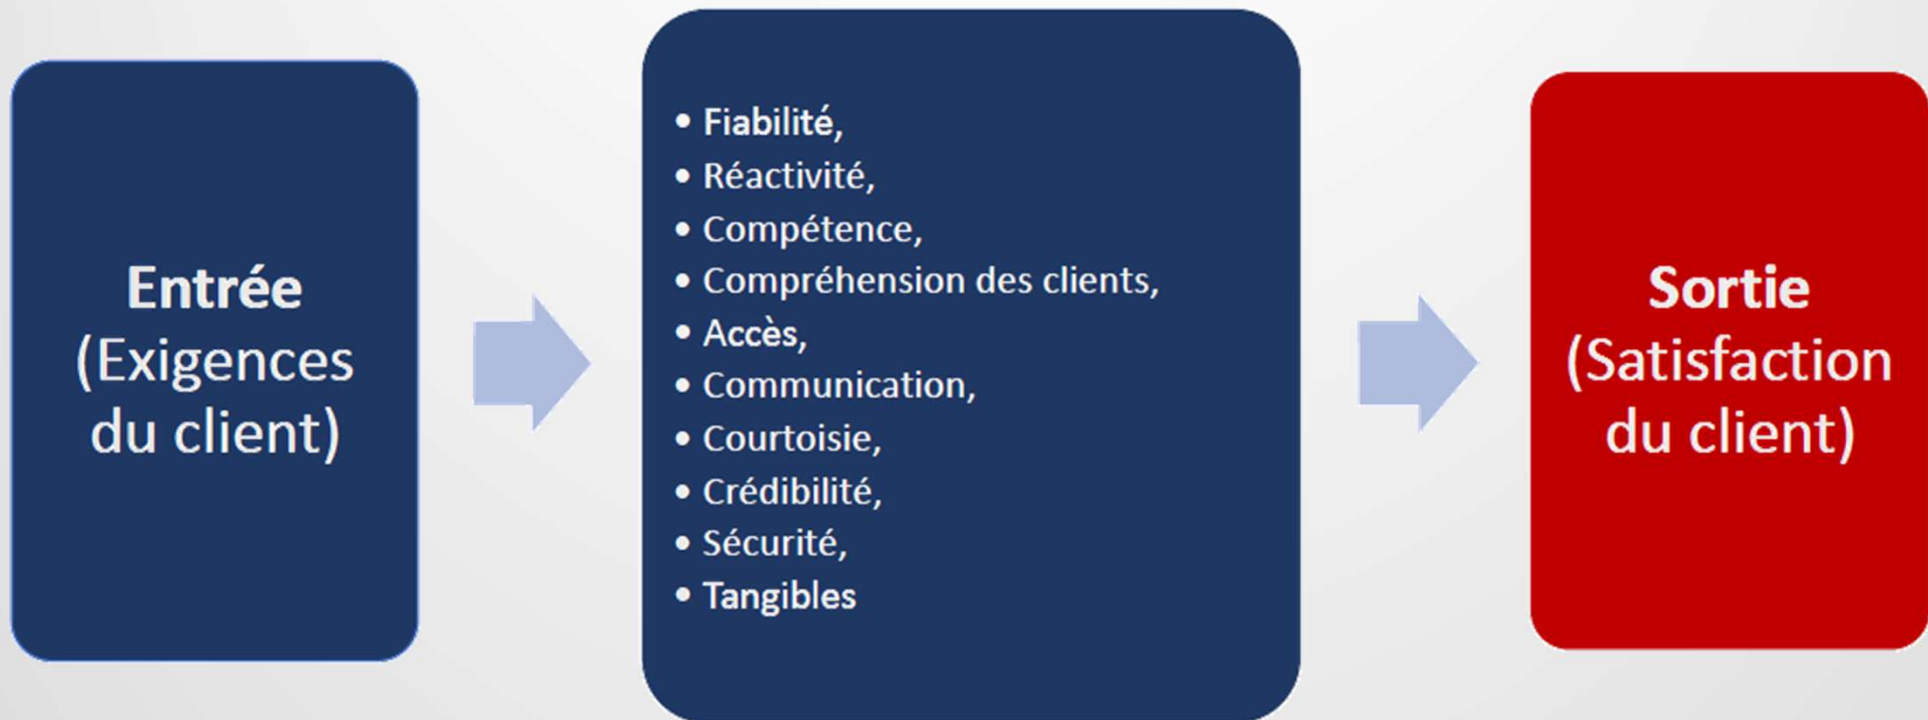 Entrée
(Exigences
du client)
• Fiabilité,
• Réactivité,
• Compétence,
• Compréhension des clients,
• Accès,
• Communication,
• Courtoisie,
• Crédibilité,
• Sécurité,
• Tangibles
Sortie
(Satisfaction
du client)